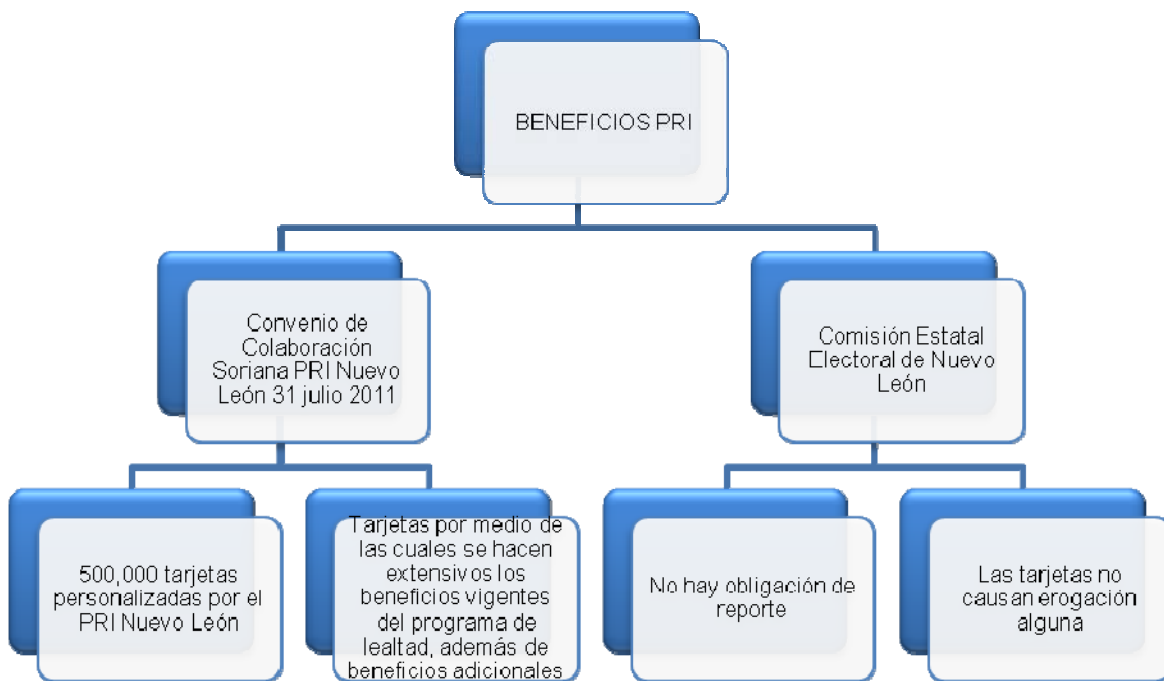 BENEFICIOS PRI
Convenio de
Colaboración
Soriana PRI Nuevo
León 31 julio 2011
Comisión Estatal
Electoral de Nuevo
León
500,000 tarjetas
personalizadas por el
PRI Nuevo León
Tarjetas por medio de
las cuales se hacen
extensivos los
beneficios vigentes
del programa de
lealtad, además de
beneficios adicionales
No hay obligación de
reporte
Las tarjetas no
causan erogación
alguna